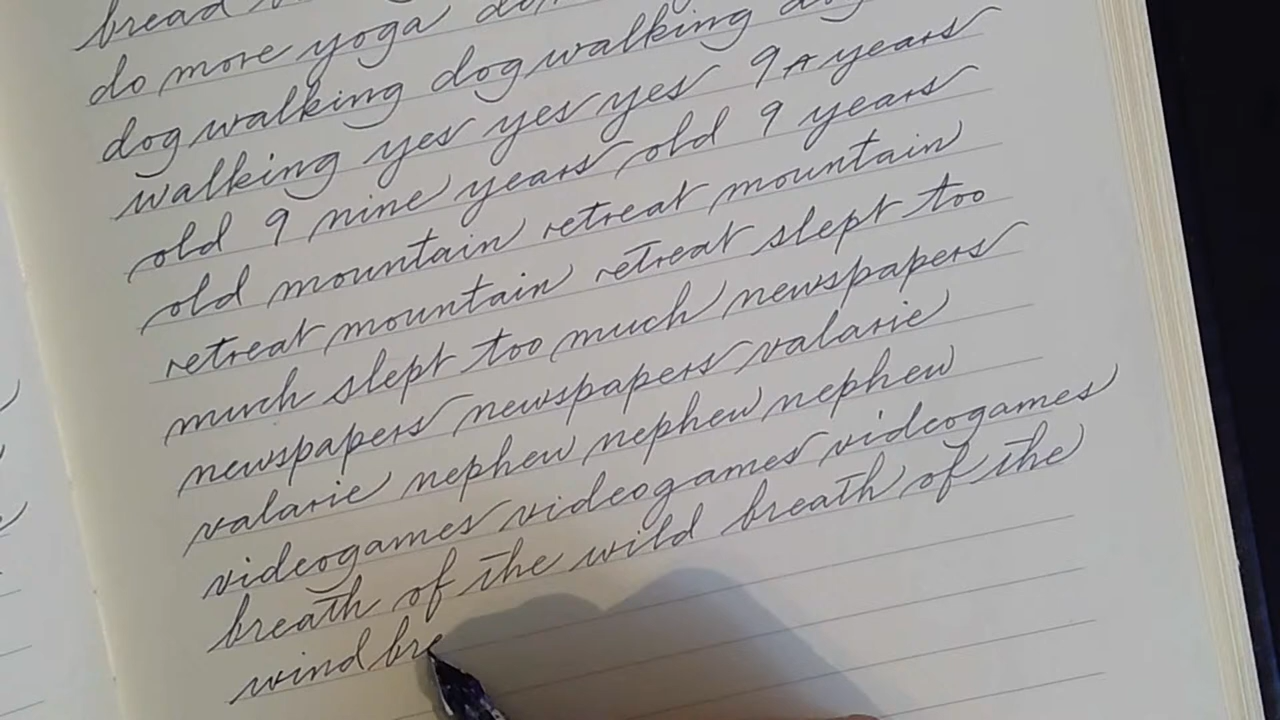 bread
do more yoga
dog walking dog walking dog
walking yes yes yes 9 A years
old 9 nine years old 9 years
old mountain retreat mountain
retreat mountain retreat slept too
much slept too much newspapers
newspapers newspapers valarie
valarie nephew nephew nephew
videogames videogames videogames
breath of the wild breath of the
wind bre